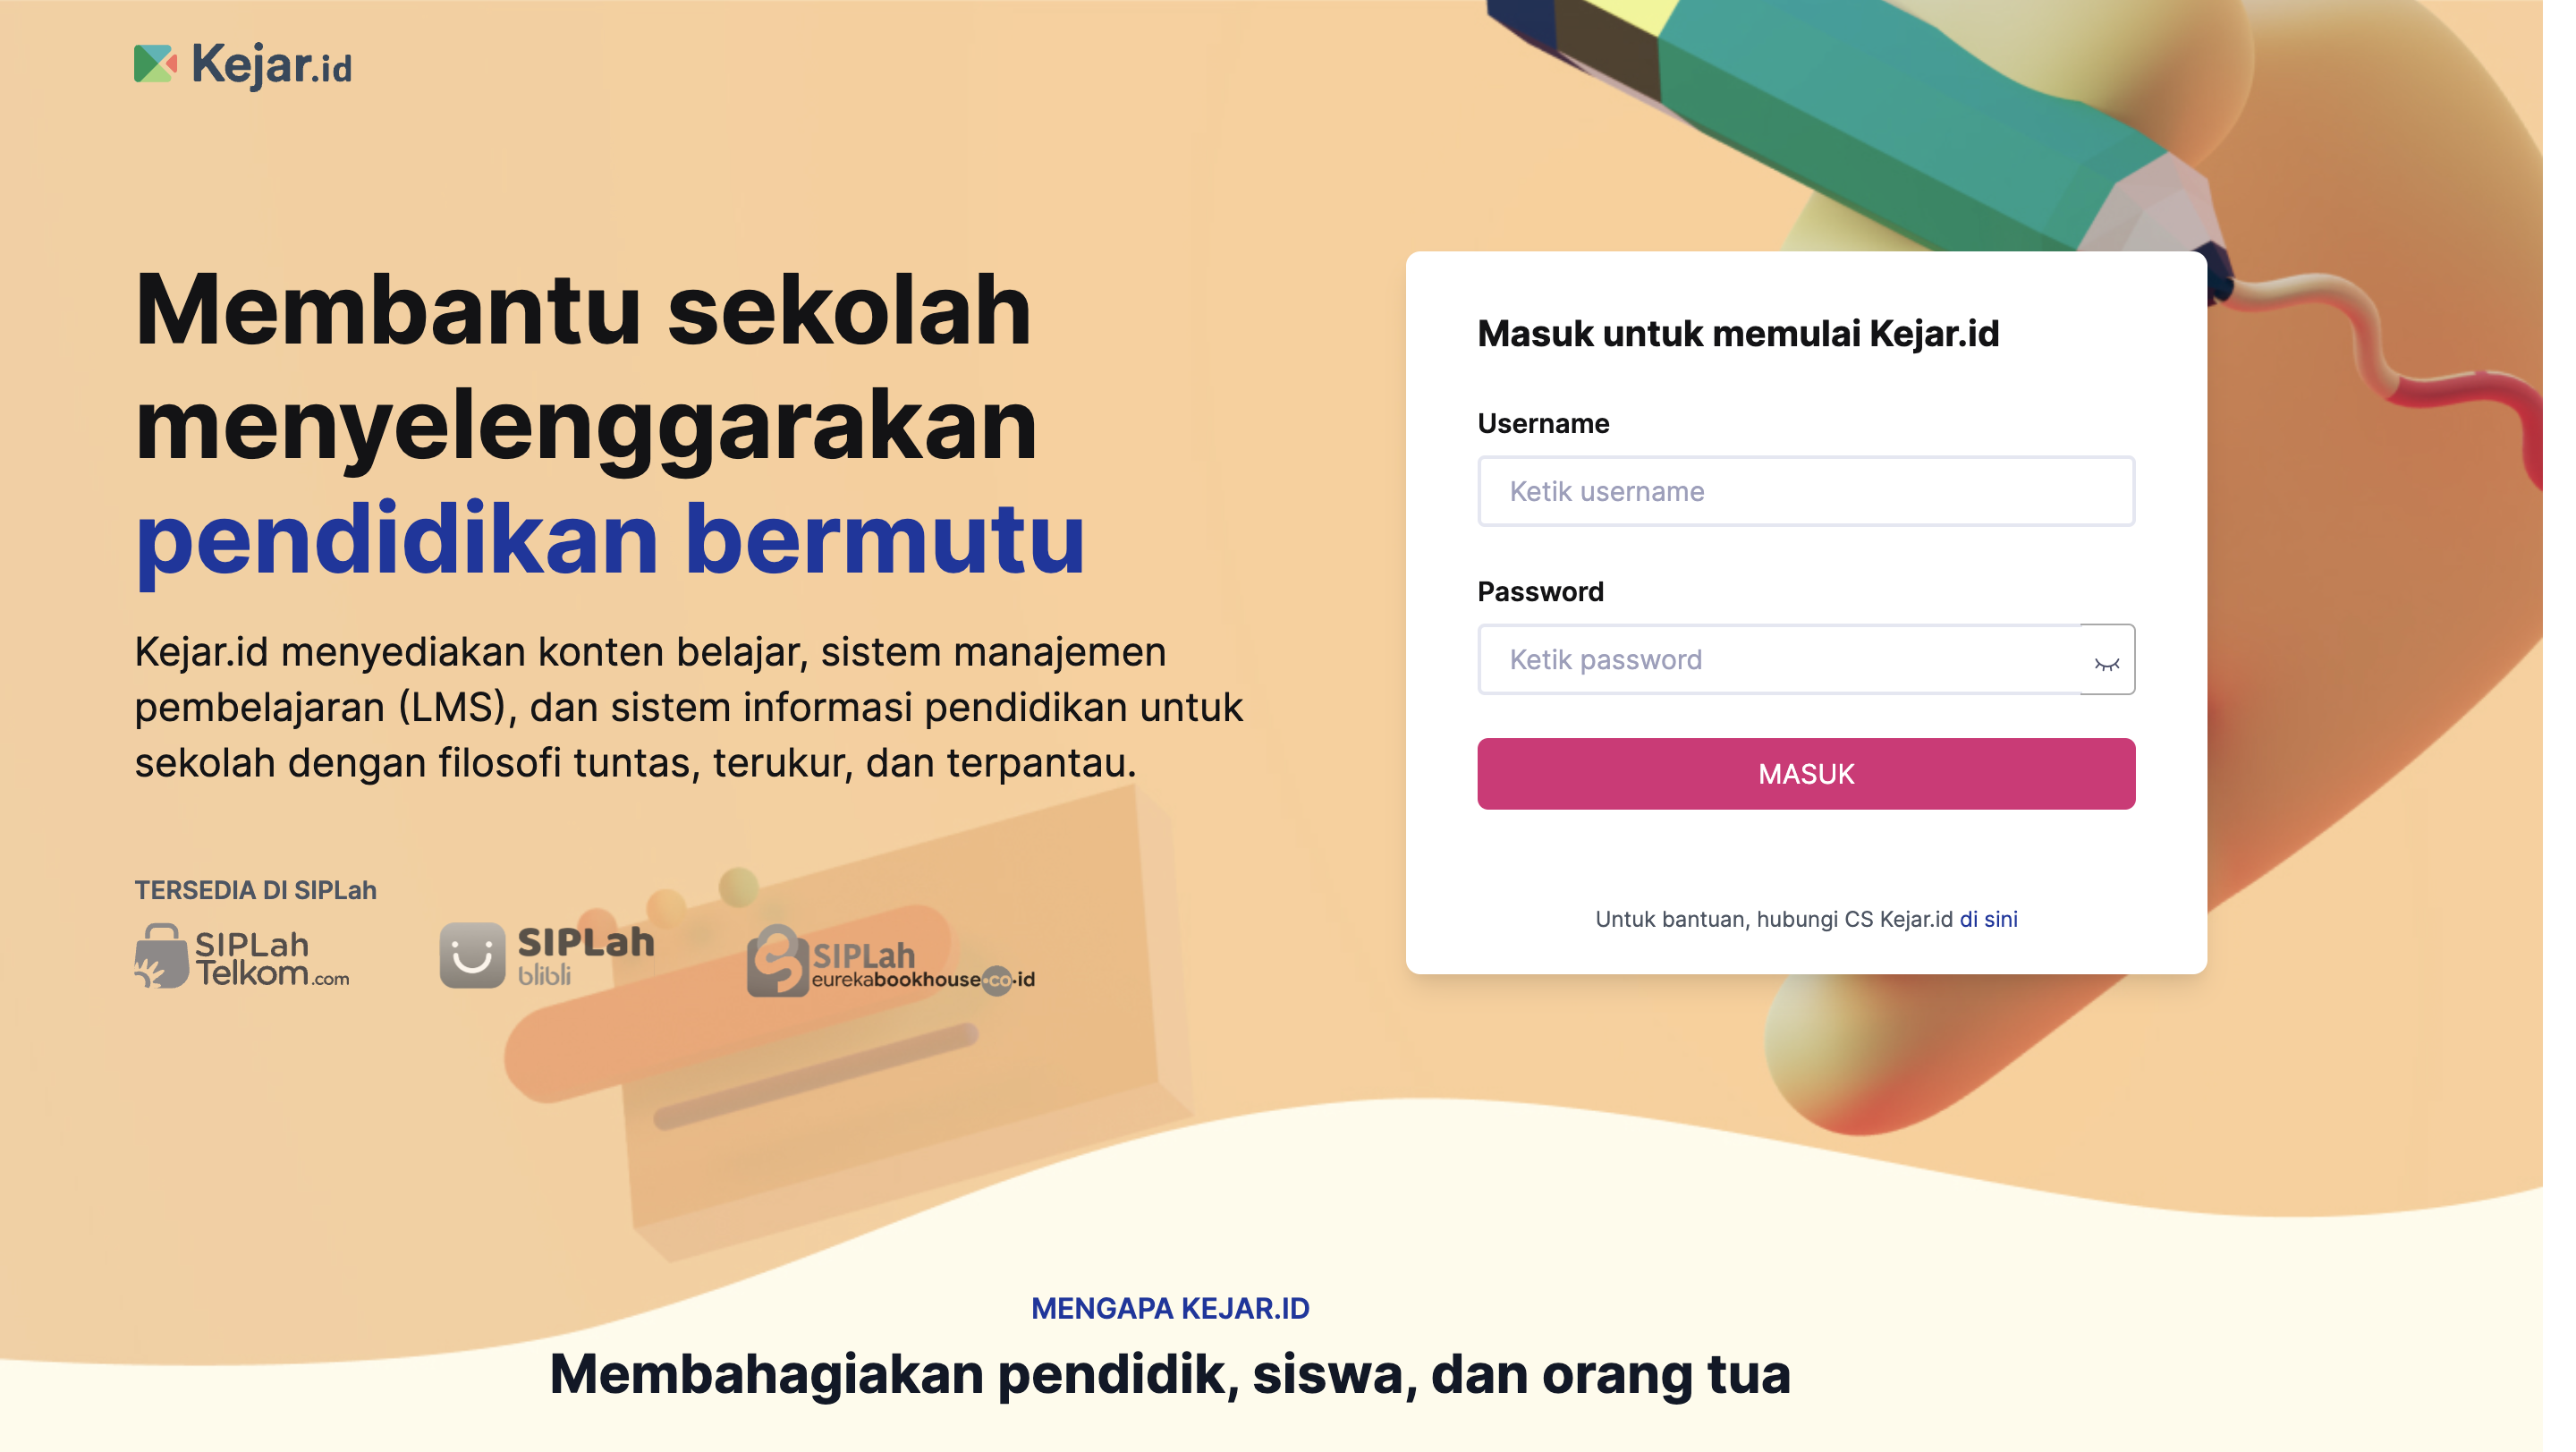 Kejar.id
Membantu sekolah
menyelenggarakan
pendidikan bermutu
Kejar.id menyediakan konten belajar, sistem manajemen
pembelajaran (LMS), dan sistem informasi pendidikan untuk
sekolah dengan filosofi tuntas, terukur, dan terpantau.
TERSEDIA DI SIPLah
SIPLah
Telkom.com
SIPLah
blibli
SIPLah
eurekabookhouse.co.id
Masuk untuk memulai Kejar.id
Username
Ketik username
Password
Ketik password
MASUK
Untuk bantuan, hubungi CS Kejar.id di sini
MENGAPA KEJAR.ID
Membahagiakan pendidik, siswa, dan orang tua